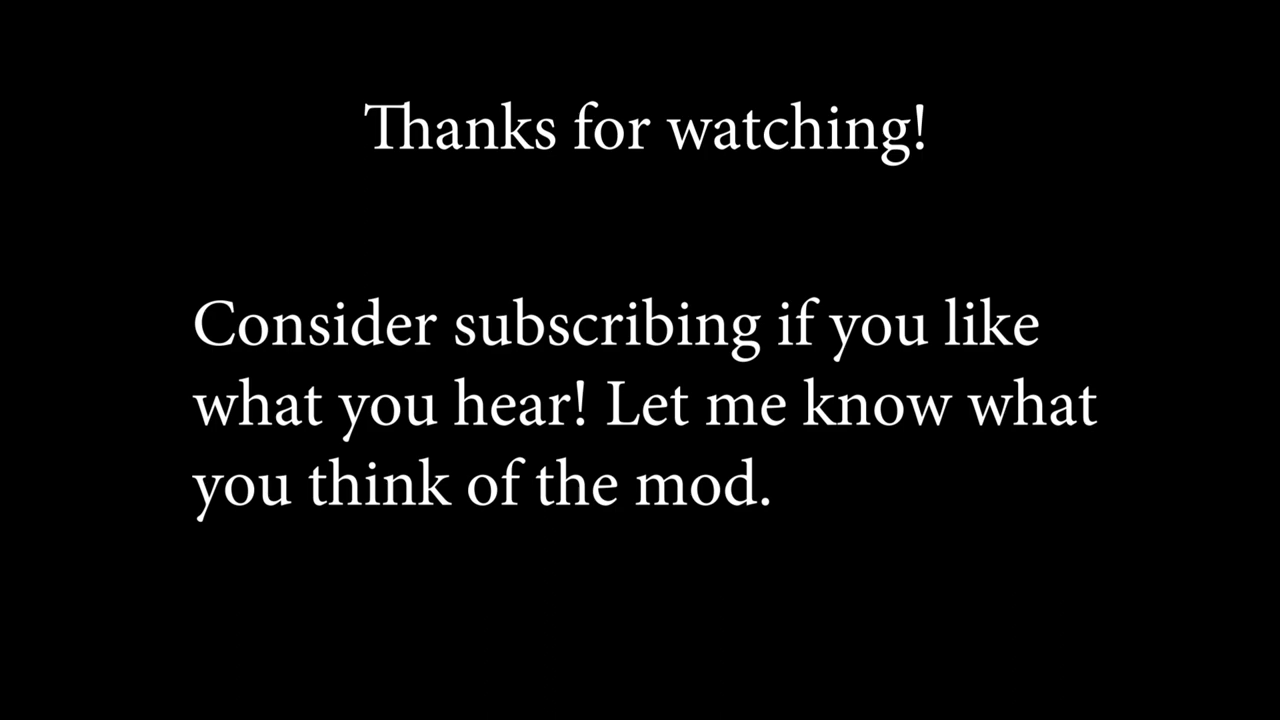 Thanks for watching!
Consider subscribing if you like
what you hear! Let me know what
you think of the mod.